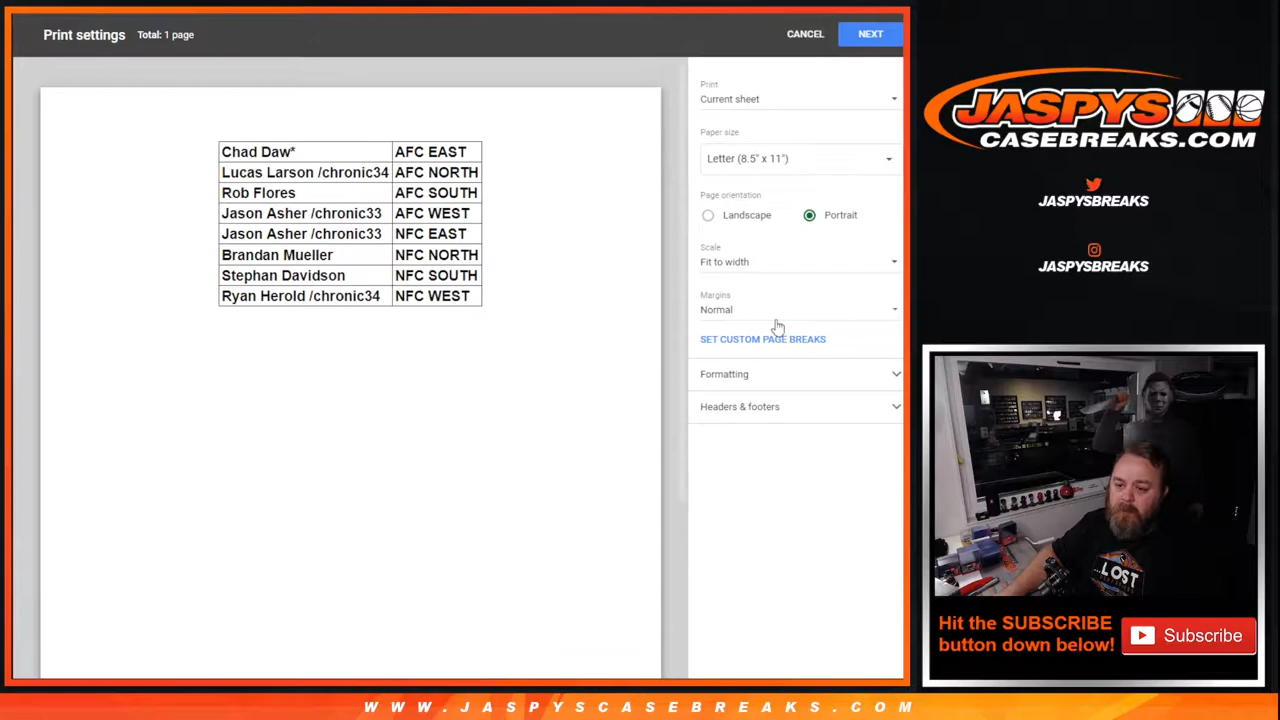 Print settings Total: 1 page CANCEL NEXT
Chad Daw* AFC EAST
Lucas Larson /chronic34 AFC NORTH
Rob Flores AFC SOUTH
Jason Asher /chronic33 AFC WEST
Jason Asher /chronic33 NFC EAST
Brandan Mueller NFC NORTH
Stephan Davidson NFC SOUTH
Ryan Herold /chronic34 NFC WEST
Print
Current sheet
Paper size
Letter (8.5" x 11")
Page orientation
Landscape Portrait
Scale
Fit to width
Margins
Normal
SET CUSTOM PAGE BREAKS
Formatting
Headers & footers
JASPYS
CASEBREAKS.COM
JASPYSBREAKS
JASPYSBREAKS
...LOST
Hit the SUBSCRIBE
button down below!
Subscribe
WWW.JASPYSCASEBREAKS.COM